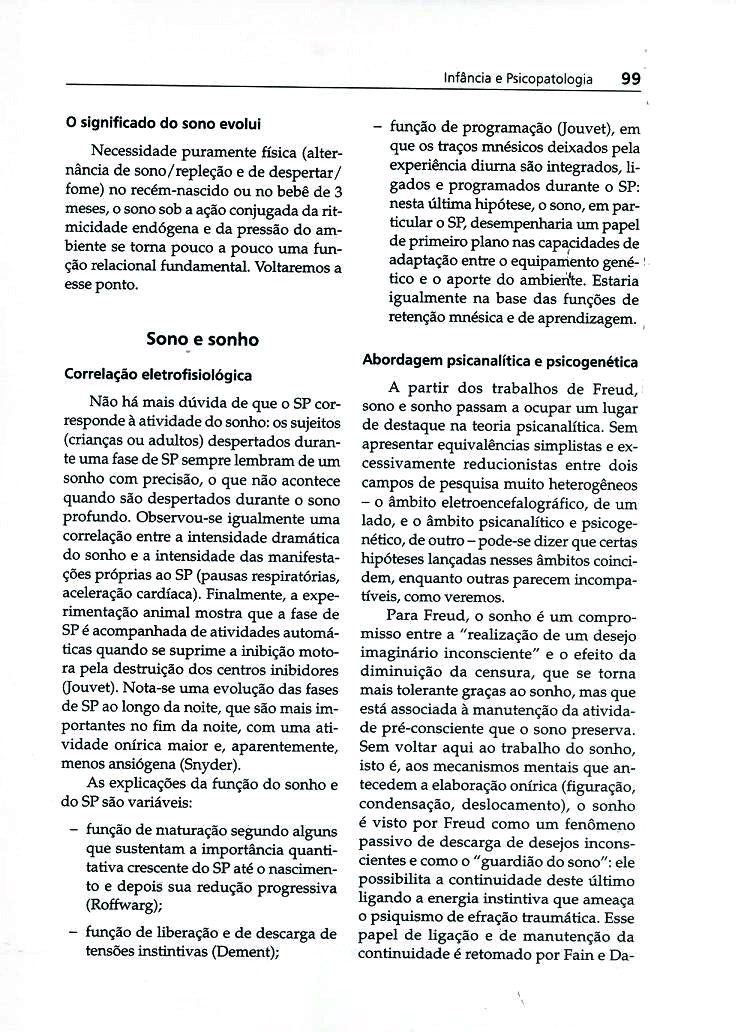 Infância e Psicopatologia 99
O significado do sono evolui
Necessidade puramente física (alter-
nância de sono/repleção e de despertar/
fome) no recém-nascido ou no bebê de 3
meses, o sono sob a ação conjugada da rit-
micidade endógena e da pressão do am-
biente se torna pouco a pouco uma fun-
ção relacional fundamental. Voltaremos a
esse ponto.
Sono e sonho
Correlação eletrofisiológica
Não há mais dúvida de que o SP cor-
responde à atividade do sonho: os sujeitos
(crianças ou adultos) despertados duran-
te uma fase de SP sempre lembram de um
sonho com precisão, o que não acontece
quando são despertados durante o sono
profundo. Observou-se igualmente uma
correlação entre a intensidade dramática
do sonho e a intensidade das manifesta-
ções próprias ao SP (pausas respiratórias,
aceleração cardíaca). Finalmente, a expe-
rimentação animal mostra que a fase de
SP é acompanhada de atividades automá-
ticas quando se suprime a inibição moto-
ra pela destruição dos centros inibidores
(Jouvet). Nota-se uma evolução das fases
de SP ao longo da noite, que são mais im-
portantes no fim da noite, com uma ati-
vidade onírica maior e, aparentemente,
menos ansiógena (Snyder).
As explicações da função do sonho e
do SP são variáveis:
– função de maturação segundo alguns
que sustentam a importância quanti-
tativa crescente do SP até o nascimen-
to e depois sua redução progressiva
(Roffwarg);
– função de liberação e de descarga de
tensões instintivas (Dement);
– função de programação (Jouvet), em
que os traços mnésicos deixados pela
experiência diurna são integrados, li-
gados e programados durante o SP:
nesta última hipótese, o sono, em par-
ticular o SP, desempenharia um papel
de primeiro plano nas capacidades de
adaptação entre o equipamento gené-
tico e o aporte do ambiente. Estaria
igualmente na base das funções de
retenção mnésica e de aprendizagem.
Abordagem psicanalítica e psicogenética
A partir dos trabalhos de Freud,
sono e sonho passam a ocupar um lugar
de destaque na teoria psicanalítica. Sem
apresentar equivalências simplistas e ex-
cessivamente reducionistas entre dois
campos de pesquisa muito heterogêneos
– o âmbito eletroencefalográfico, de um
lado, e o âmbito psicanalítico e psicoge-
nético, de outro – pode-se dizer que certas
hipóteses lançadas nesses âmbitos coinci-
dem, enquanto outras parecem incompa-
tíveis, como veremos.
Para Freud, o sonho é um compro-
misso entre a "realização de um desejo
imaginário inconsciente" e o efeito da
diminuição da censura, que se torna
mais tolerante graças ao sonho, mas que
está associada à manutenção da ativida-
de pré-consciente que o sono preserva.
Sem voltar aqui ao trabalho do sonho,
isto é, aos mecanismos mentais que an-
tecedem a elaboração onírica (figuração,
condensação, deslocamento), o sonho
é visto por Freud como um fenômeno
passivo de descarga de desejos incons-
cientes e como o "guardião do sono": ele
possibilita a continuidade deste último
ligando a energia instintiva que ameaça
o psiquismo de efração traumática. Esse
papel de ligação e de manutenção da
continuidade é retomado por Fain e Da-